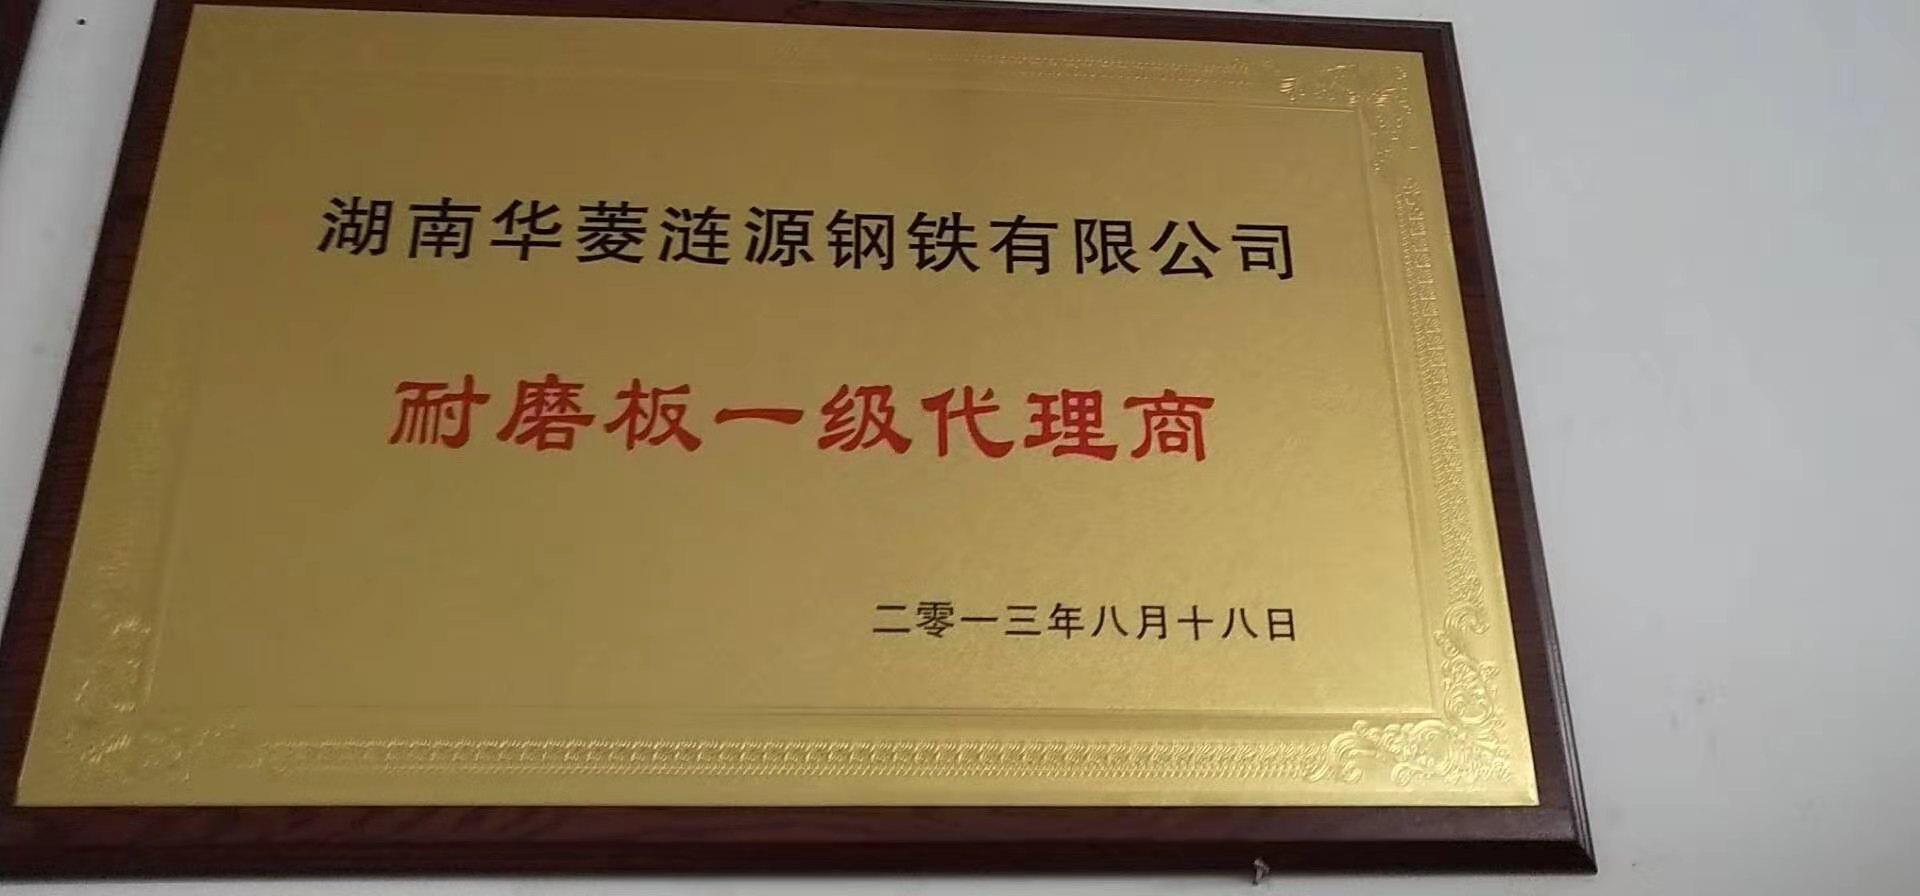 湖南华菱涟源钢铁有限公司
耐磨板一级代理商
二零一三年八月十八日